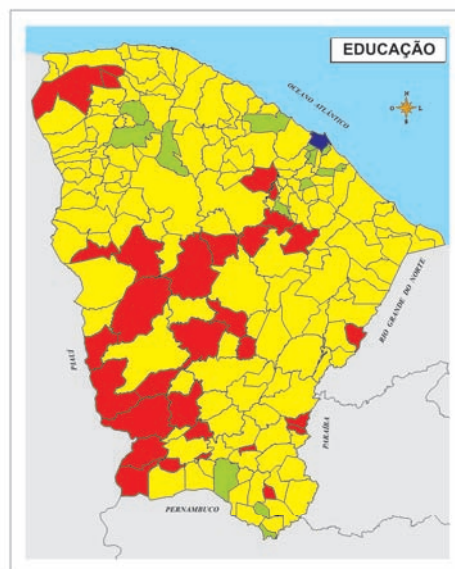 EDUCAÇÃO
OCEANO ATLÂNTICO
N
O L
S
RIO GRANDE DO NORTE
PIAUÍ
PARAÍBA
PERNAMBUCO